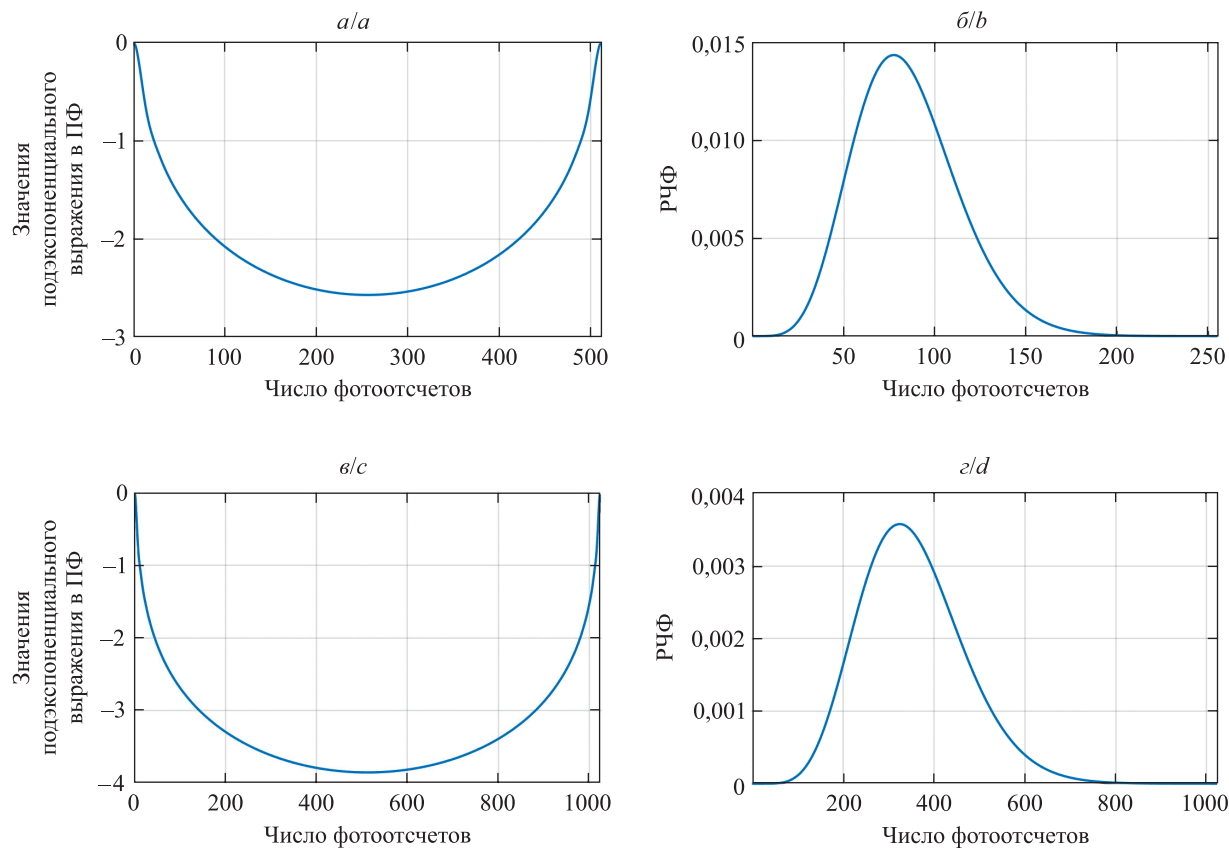 а/a
0
−1
−2
−3
0 100 200 300 400 500
Значения
подэкспоненциального
выражения в ПФ
Число фотоотсчетов
б/b
0,015
0,010
0,005
0
50 100 150 200 250
РЧФ
Число фотоотсчетов
в/c
0
−1
−2
−3
−4
0 200 400 600 800 1000
Значения
подэкспоненциального
выражения в ПФ
Число фотоотсчетов
г/d
0,004
0,003
0,002
0,001
0
200 400 600 800 1000
РЧФ
Число фотоотсчетов